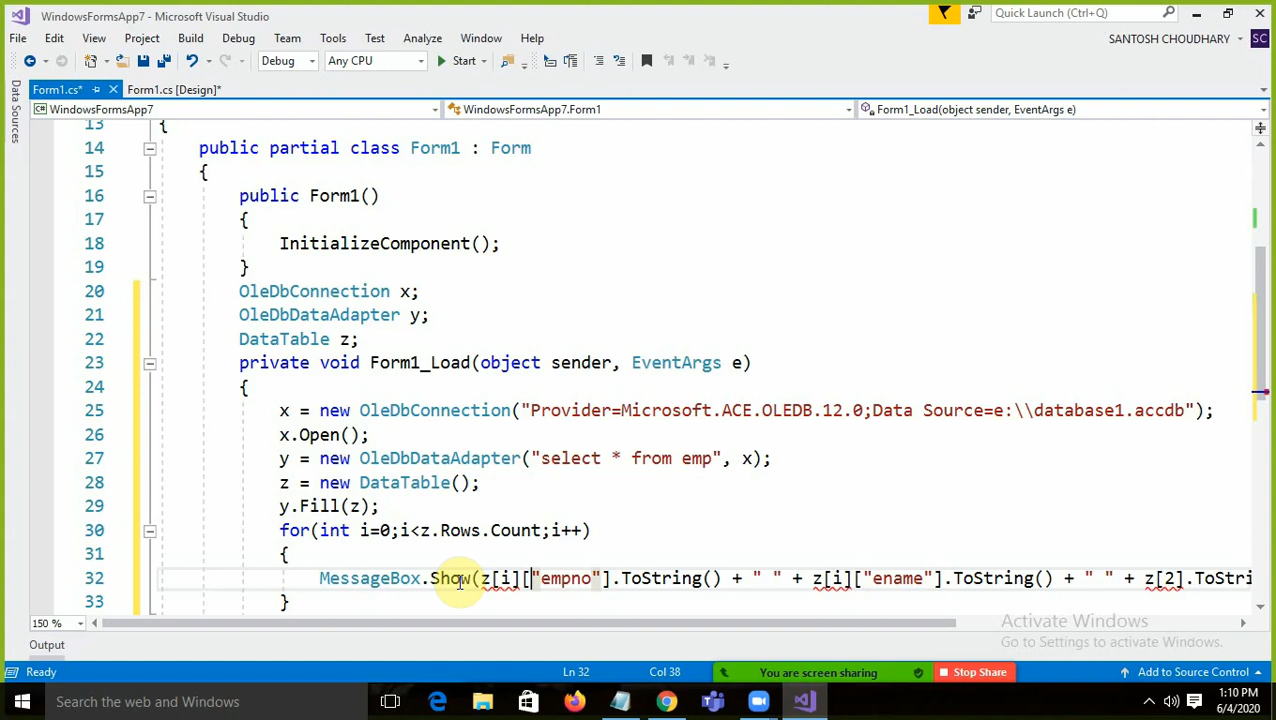 WindowsFormsApp7 - Microsoft Visual Studio
Quick Launch (Ctrl+Q)
File Edit View Project Build Debug Team Tools Test Analyze Window Help
SANTOSH CHOUDHARY SC
Debug Any CPU Start
Data Sources
Form1.cs* Form1.cs [Design]*
WindowsFormsApp7 WindowsFormsApp7.Form1 Form1_Load(object sender, EventArgs e)
13 {
14 public partial class Form1 : Form
15 {
16 public Form1()
17 {
18 InitializeComponent();
19 }
20 OleDbConnection x;
21 OleDbDataAdapter y;
22 DataTable z;
23 private void Form1_Load(object sender, EventArgs e)
24 {
25 x = new OleDbConnection("Provider=Microsoft.ACE.OLEDB.12.0;Data Source=e:\\database1.accdb");
26 x.Open();
27 y = new OleDbDataAdapter("select * from emp", x);
28 z = new DataTable();
29 y.Fill(z);
30 for(int i=0;i<z.Rows.Count;i++)
31 {
32 MessageBox.Show(z[i]["empno"].ToString() + " " + z[i]["ename"].ToString() + " " + z[2].ToStri
33 }
150 %
Activate Windows
Go to Settings to activate Windows.
Output
Ready Ln 32 Col 38 You are screen sharing Stop Share Add to Source Control
Search the web and Windows
1:10 PM
6/4/2020